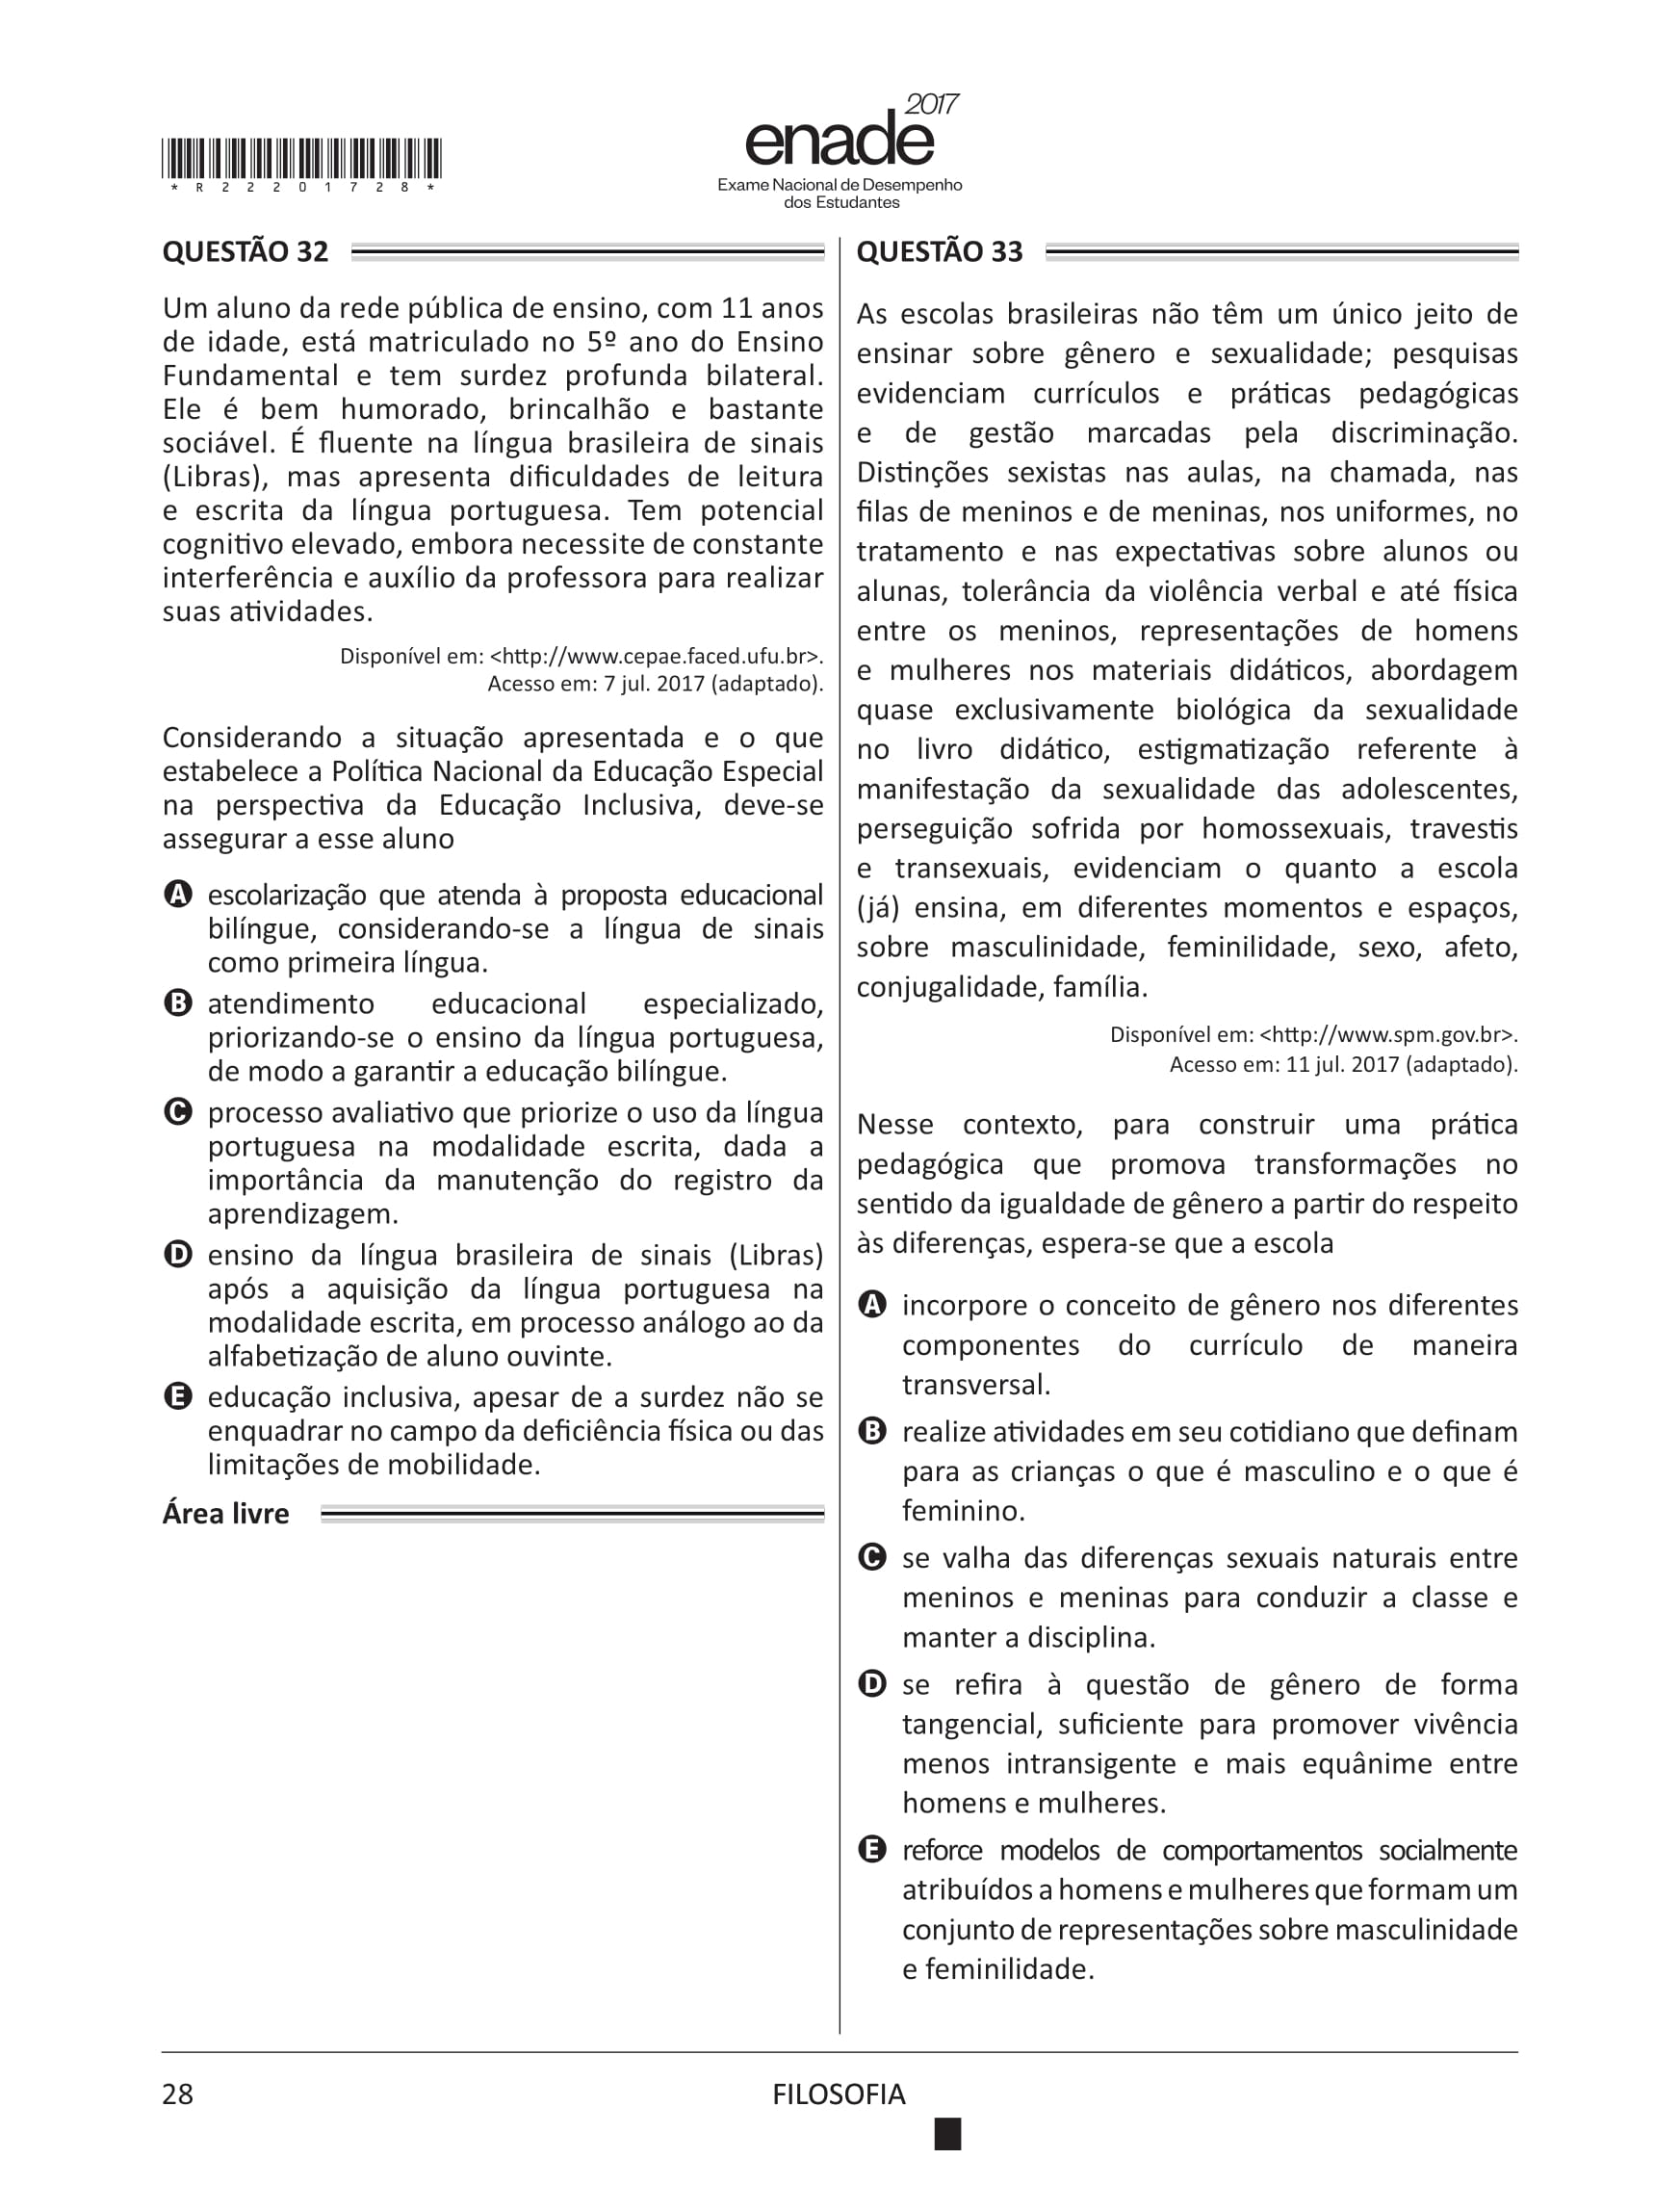 *R2220​1728*
2017
enade
Exame Nacional de Desempenho
dos Estudantes
QUESTÃO 32
Um aluno da rede pública de ensino, com 11 anos
de idade, está matriculado no 5º ano do Ensino
Fundamental e tem surdez profunda bilateral.
Ele é bem humorado, brincalhão e bastante
sociável. É fluente na língua brasileira de sinais
(Libras), mas apresenta dificuldades de leitura
e escrita da língua portuguesa. Tem potencial
cognitivo elevado, embora necessite de constante
interferência e auxílio da professora para realizar
suas atividades.
Disponível em: <http://www.cepae.faced.ufu.br>.
Acesso em: 7 jul. 2017 (adaptado).
Considerando a situação apresentada e o que
estabelece a Política Nacional da Educação Especial
na perspectiva da Educação Inclusiva, deve-se
assegurar a esse aluno
A escolarização que atenda à proposta educacional
bilíngue, considerando-se a língua de sinais
como primeira língua.
B atendimento educacional especializado,
priorizando-se o ensino da língua portuguesa,
de modo a garantir a educação bilíngue.
C processo avaliativo que priorize o uso da língua
portuguesa na modalidade escrita, dada a
importância da manutenção do registro da
aprendizagem.
D ensino da língua brasileira de sinais (Libras)
após a aquisição da língua portuguesa na
modalidade escrita, em processo análogo ao da
alfabetização de aluno ouvinte.
E educação inclusiva, apesar de a surdez não se
enquadrar no campo da deficiência física ou das
limitações de mobilidade.
Área livre
QUESTÃO 33
As escolas brasileiras não têm um único jeito de
ensinar sobre gênero e sexualidade; pesquisas
evidenciam currículos e práticas pedagógicas
e de gestão marcadas pela discriminação.
Distinções sexistas nas aulas, na chamada, nas
filas de meninos e de meninas, nos uniformes, no
tratamento e nas expectativas sobre alunos ou
alunas, tolerância da violência verbal e até física
entre os meninos, representações de homens
e mulheres nos materiais didáticos, abordagem
quase exclusivamente biológica da sexualidade
no livro didático, estigmatização referente à
manifestação da sexualidade das adolescentes,
perseguição sofrida por homossexuais, travestis
e transexuais, evidenciam o quanto a escola
(já) ensina, em diferentes momentos e espaços,
sobre masculinidade, feminilidade, sexo, afeto,
conjugalidade, família.
Disponível em: <http://www.spm.gov.br>.
Acesso em: 11 jul. 2017 (adaptado).
Nesse contexto, para construir uma prática
pedagógica que promova transformações no
sentido da igualdade de gênero a partir do respeito
às diferenças, espera-se que a escola
A incorpore o conceito de gênero nos diferentes
componentes do currículo de maneira
transversal.
B realize atividades em seu cotidiano que definam
para as crianças o que é masculino e o que é
feminino.
C se valha das diferenças sexuais naturais entre
meninos e meninas para conduzir a classe e
manter a disciplina.
D se refira à questão de gênero de forma
tangencial, suficiente para promover vivência
menos intransigente e mais equânime entre
homens e mulheres.
E reforce modelos de comportamentos socialmente
atribuídos a homens e mulheres que formam um
conjunto de representações sobre masculinidade
e feminilidade.
28
FILOSOFIA